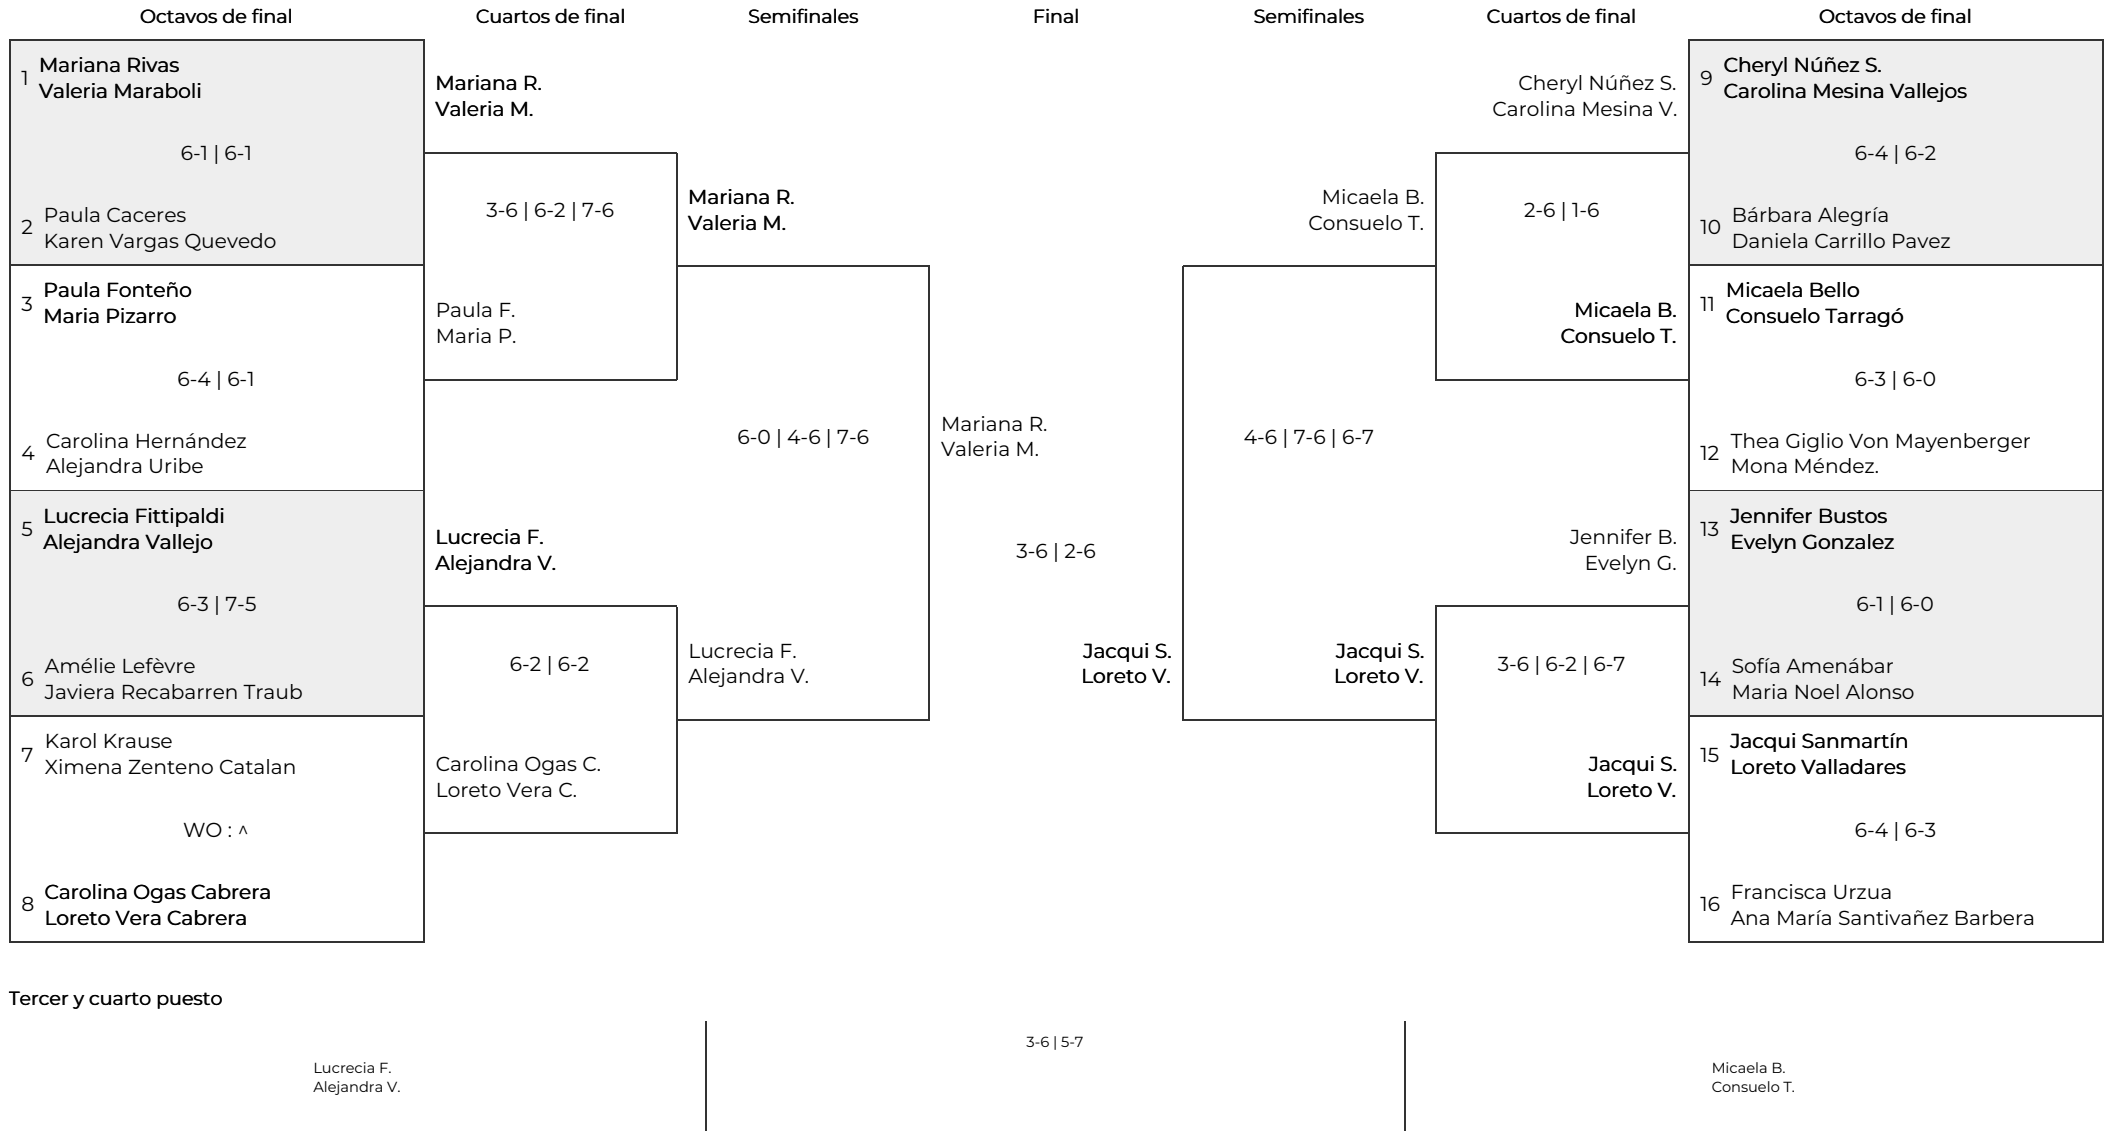 Octavos de final
Cuartos de final
Semifinales
Final
Semifinales
Cuartos de final
Octavos de final
1
Mariana Rivas
Valeria Maraboli
6-1 | 6-1
2
Paula Caceres
Karen Vargas Quevedo
3
Paula Fonteño
Maria Pizarro
6-4 | 6-1
4
Carolina Hernández
Alejandra Uribe
5
Lucrecia Fittipaldi
Alejandra Vallejo
6-3 | 7-5
6
Amélie Lefèvre
Javiera Recabarren Traub
7
Karol Krause
Ximena Zenteno Catalan
WO : ^
8
Carolina Ogas Cabrera
Loreto Vera Cabrera
Mariana R.
Valeria M.
3-6 | 6-2 | 7-6
Paula F.
Maria P.
Lucrecia F.
Alejandra V.
6-2 | 6-2
Carolina Ogas C.
Loreto Vera C.
Mariana R.
Valeria M.
6-0 | 4-6 | 7-6
Lucrecia F.
Alejandra V.
Mariana R.
Valeria M.
3-6 | 2-6
Jacqui S.
Loreto V.
Micaela B.
Consuelo T.
4-6 | 7-6 | 6-7
Jacqui S.
Loreto V.
Cheryl Núñez S.
Carolina Mesina V.
2-6 | 1-6
Micaela B.
Consuelo T.
Jennifer B.
Evelyn G.
3-6 | 6-2 | 6-7
Jacqui S.
Loreto V.
9
Cheryl Núñez S.
Carolina Mesina Vallejos
6-4 | 6-2
10
Bárbara Alegría
Daniela Carrillo Pavez
11
Micaela Bello
Consuelo Tarragó
6-3 | 6-0
12
Thea Giglio Von Mayenberger
Mona Méndez.
13
Jennifer Bustos
Evelyn Gonzalez
6-1 | 6-0
14
Sofía Amenábar
Maria Noel Alonso
15
Jacqui Sanmartín
Loreto Valladares
6-4 | 6-3
16
Francisca Urzua
Ana María Santivañez Barbera
Tercer y cuarto puesto
Lucrecia F.
Alejandra V.
3-6 | 5-7
Micaela B.
Consuelo T.